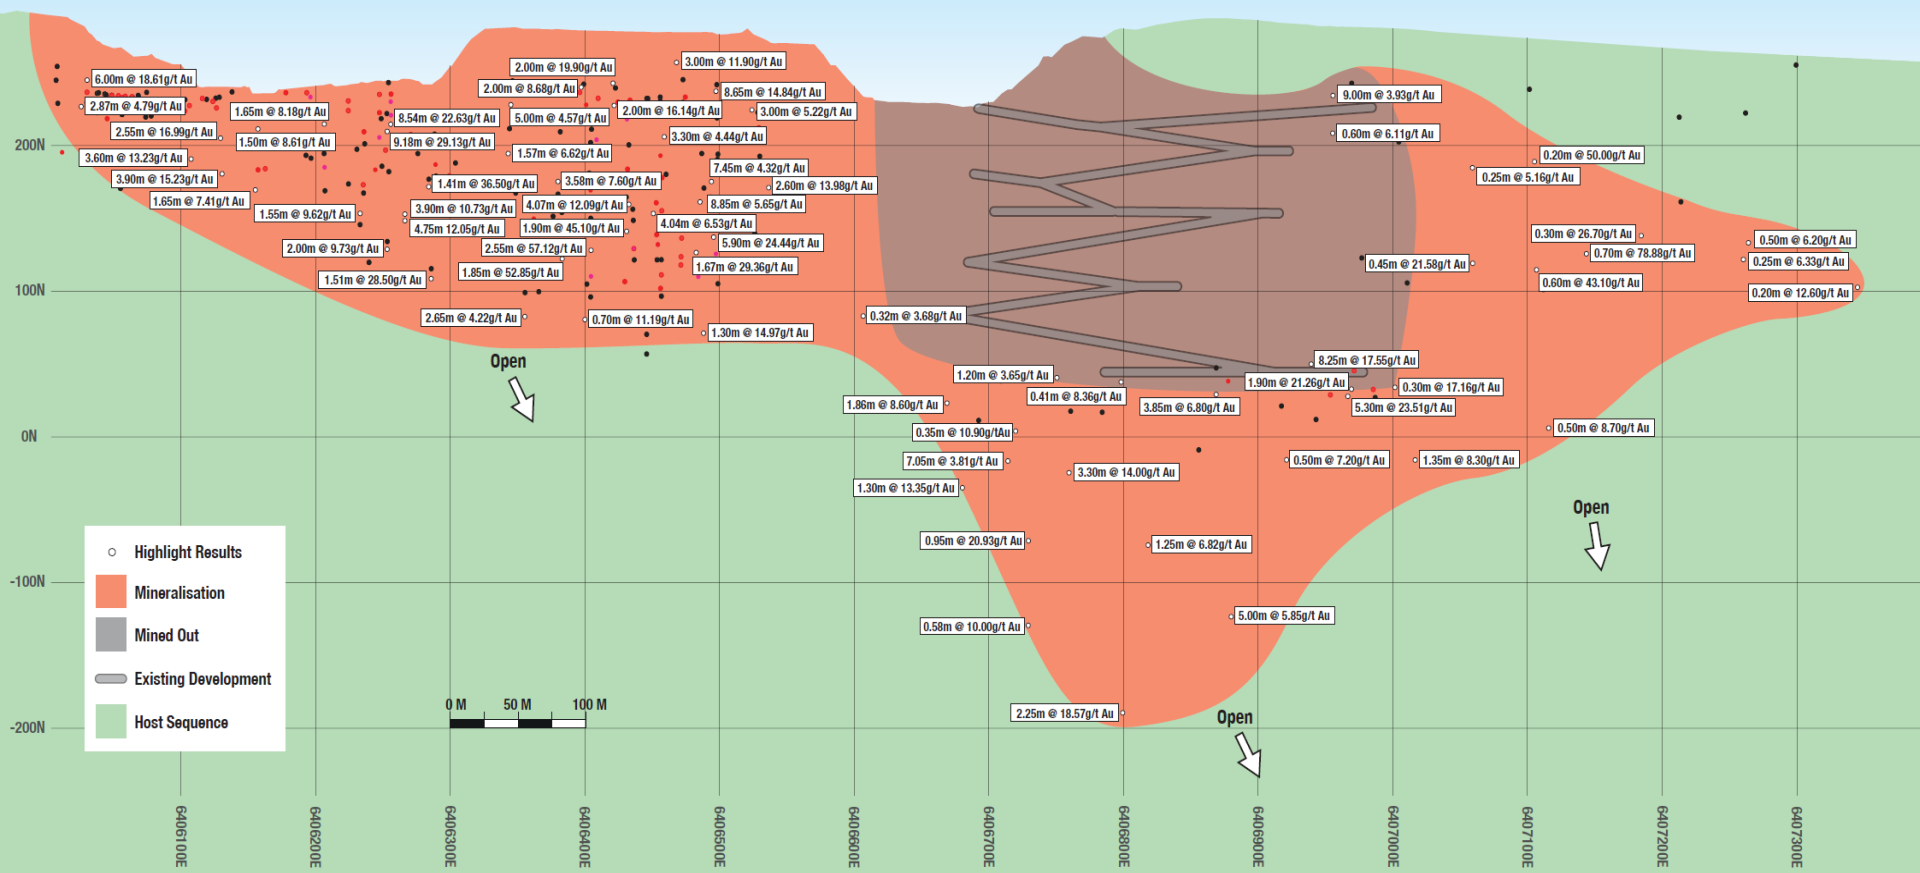 6.00m @ 18.61g/t Au
2.87m @ 4.79g/t Au
2.55m @ 16.99g/t Au
3.60m @ 13.23g/t Au
3.90m @ 15.23g/t Au
1.65m @ 7.41g/t Au
1.65m @ 8.18g/t Au
1.50m @ 8.61g/t Au
1.55m @ 9.62g/t Au
2.00m @ 9.73g/t Au
1.51m @ 28.50g/t Au
8.54m @ 22.63g/t Au
9.18m @ 29.13g/t Au
1.41m @ 36.50g/t Au
3.90m @ 10.73g/t Au
4.75m 12.05g/t Au
2.00m @ 19.90g/t Au
2.00m @ 8.68g/t Au
5.00m @ 4.57g/t Au
1.57m @ 6.62g/t Au
3.58m @ 7.60g/t Au
4.07m @ 12.09g/t Au
1.90m @ 45.10g/t Au
2.55m @ 57.12g/t Au
1.85m @ 52.85g/t Au
2.65m @ 4.22g/t Au
0.70m @ 11.19g/t Au
3.00m @ 11.90g/t Au
8.65m @ 14.84g/t Au
2.00m @ 16.14g/t Au
3.00m @ 5.22g/t Au
3.30m @ 4.44g/t Au
7.45m @ 4.32g/t Au
2.60m @ 13.98g/t Au
8.85m @ 5.65g/t Au
4.04m @ 6.53g/t Au
5.90m @ 24.44g/t Au
1.67m @ 29.36g/t Au
1.30m @ 14.97g/t Au
0.32m @ 3.68g/t Au
9.00m @ 3.93g/t Au
0.60m @ 6.11g/t Au
0.20m @ 50.00g/t Au
0.25m @ 5.16g/t Au
0.30m @ 26.70g/t Au
0.70m @ 78.88g/t Au
0.45m @ 21.58g/t Au
0.60m @ 43.10g/t Au
0.50m @ 6.20g/t Au
0.25m @ 6.33g/t Au
0.20m @ 12.60g/t Au
8.25m @ 17.55g/t Au
1.20m @ 3.65g/t Au
1.90m @ 21.26g/t Au
0.30m @ 17.16g/t Au
0.41m @ 8.36g/t Au
3.85m @ 6.80g/t Au
5.30m @ 23.51g/t Au
1.86m @ 8.60g/t Au
0.35m @ 10.90g/tAu
0.50m @ 8.70g/t Au
7.05m @ 3.81g/t Au
3.30m @ 14.00g/t Au
0.50m @ 7.20g/t Au
1.35m @ 8.30g/t Au
1.30m @ 13.35g/t Au
0.95m @ 20.93g/t Au
1.25m @ 6.82g/t Au
0.58m @ 10.00g/t Au
5.00m @ 5.85g/t Au
2.25m @ 18.57g/t Au
Open
Open
Open
200N
100N
0N
-100N
-200N
Highlight Results
Mineralisation
Mined Out
Existing Development
Host Sequence
0 M 50 M 100 M
6406100E
6406200E
6406300E
6406400E
6406500E
6406600E
6406700E
6406800E
6406900E
6407000E
6407100E
6407200E
6407300E